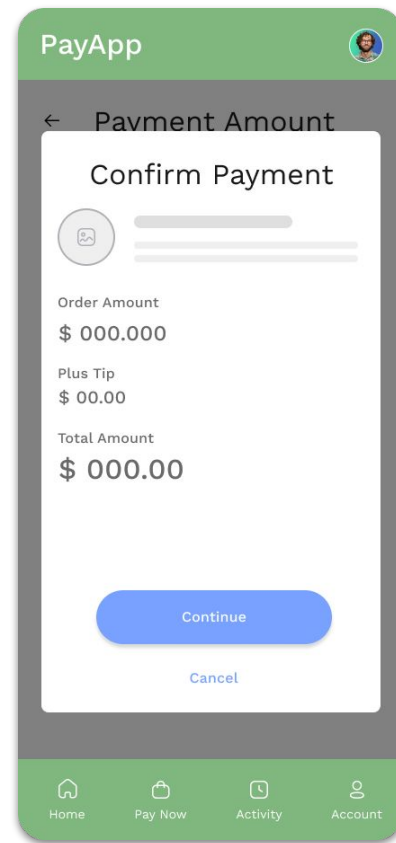 PayApp
← Payment Amount
Confirm Payment
Order Amount
$ 000.000
Plus Tip
$ 00.00
Total Amount
$ 000.00
Continue
Cancel
Home Pay Now Activity Account